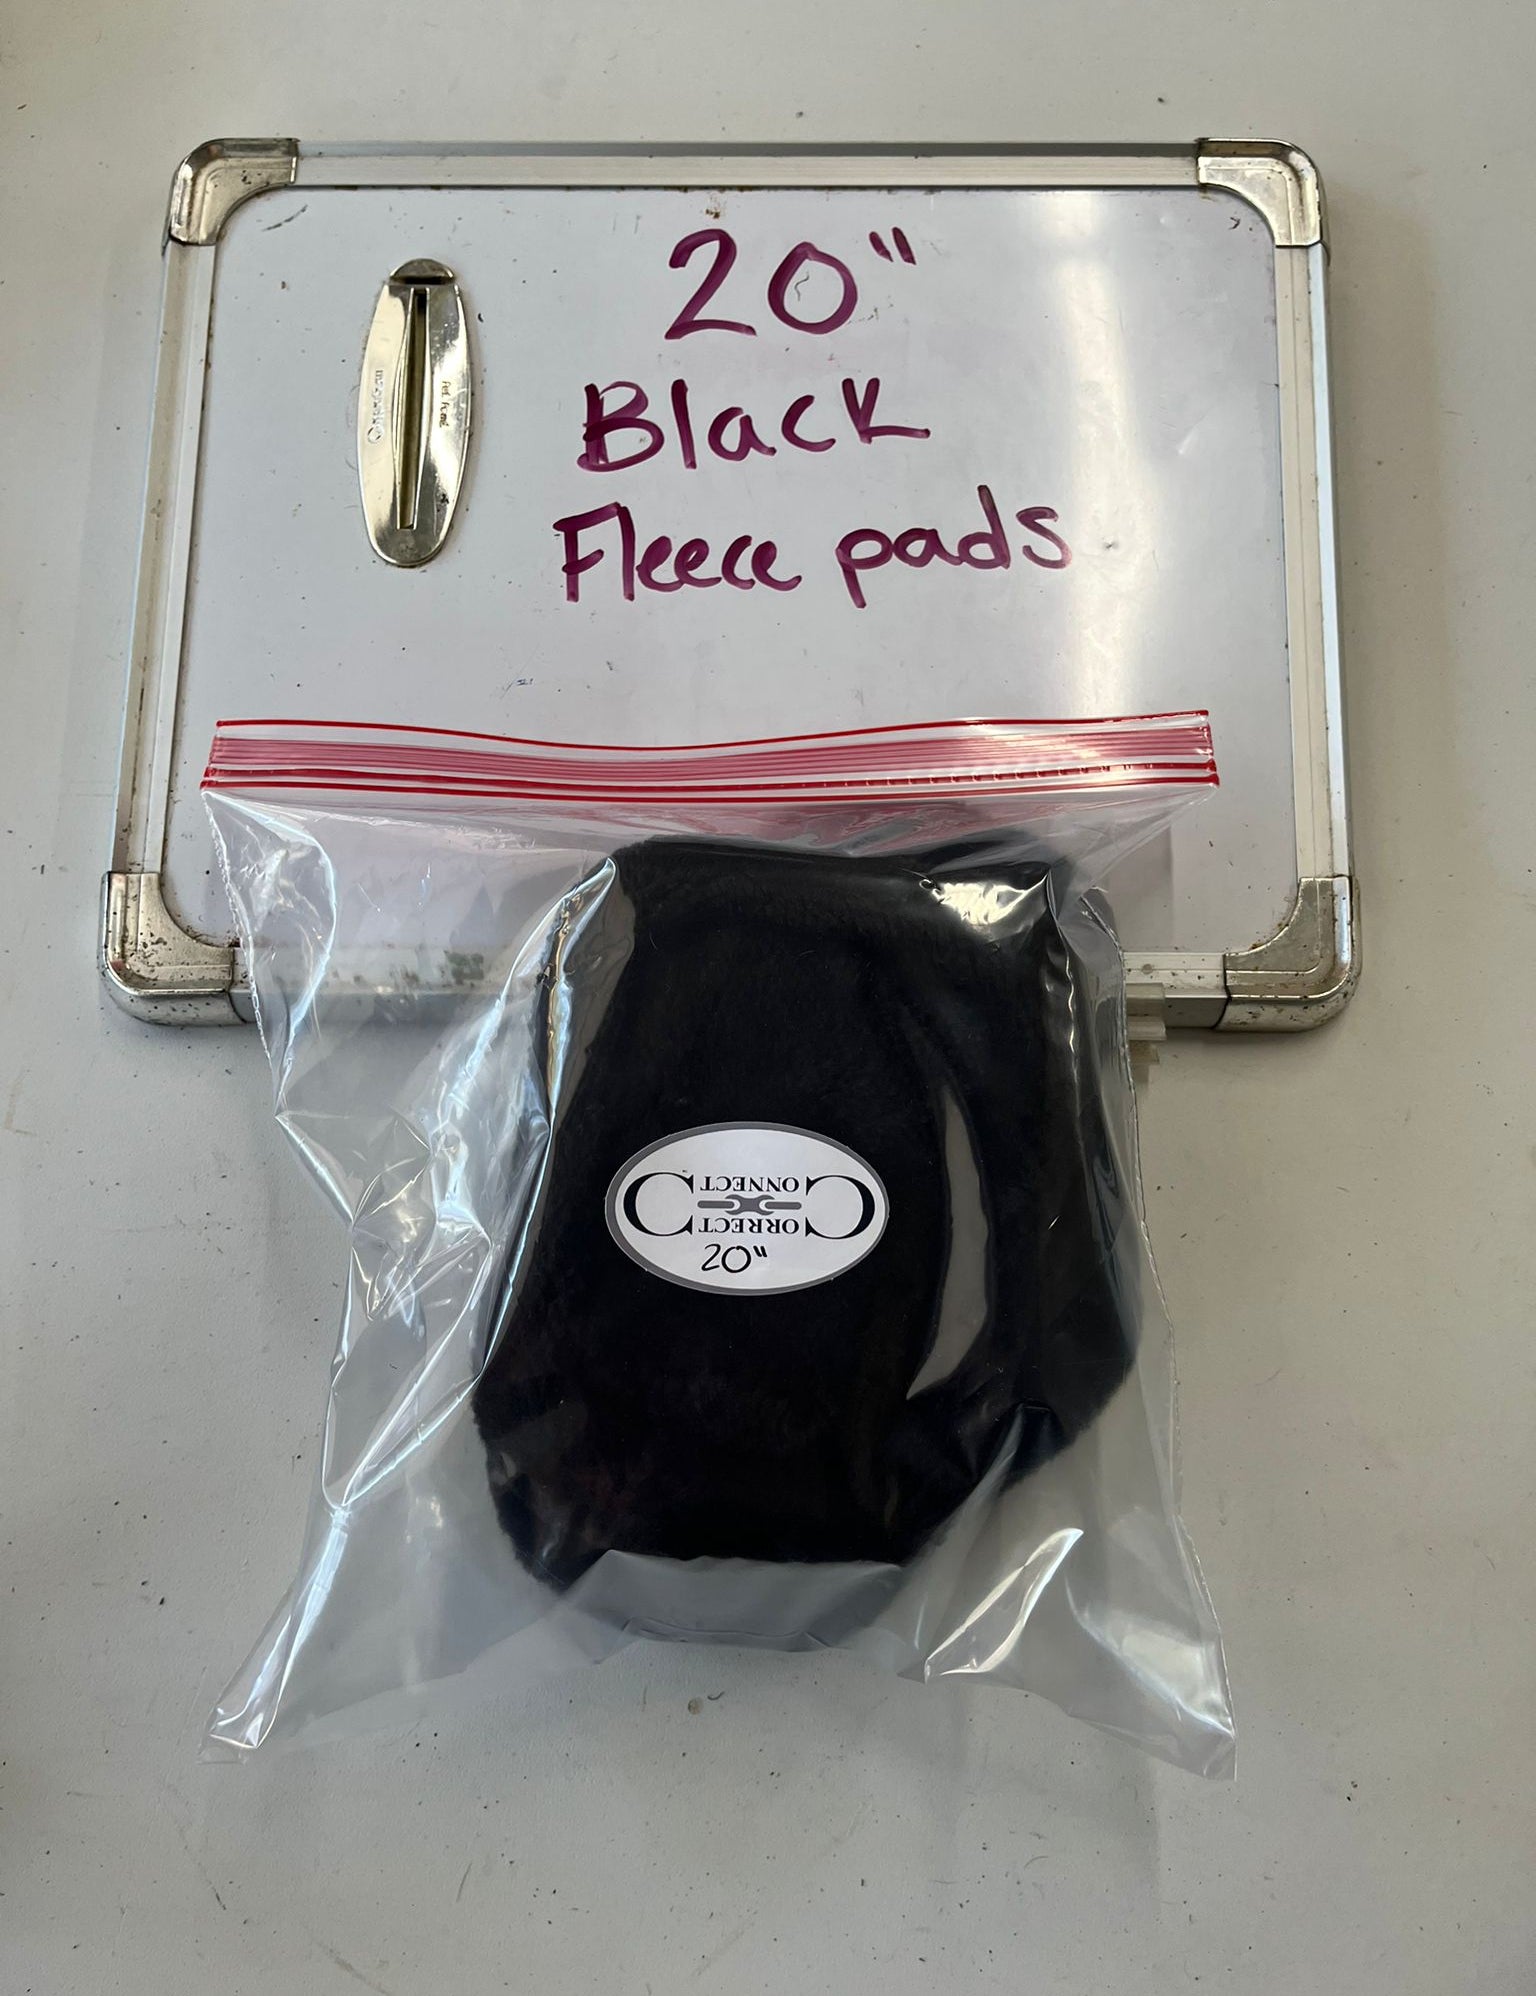 20"
Black
Fleece pads
CORRECT
CONNECT
20"